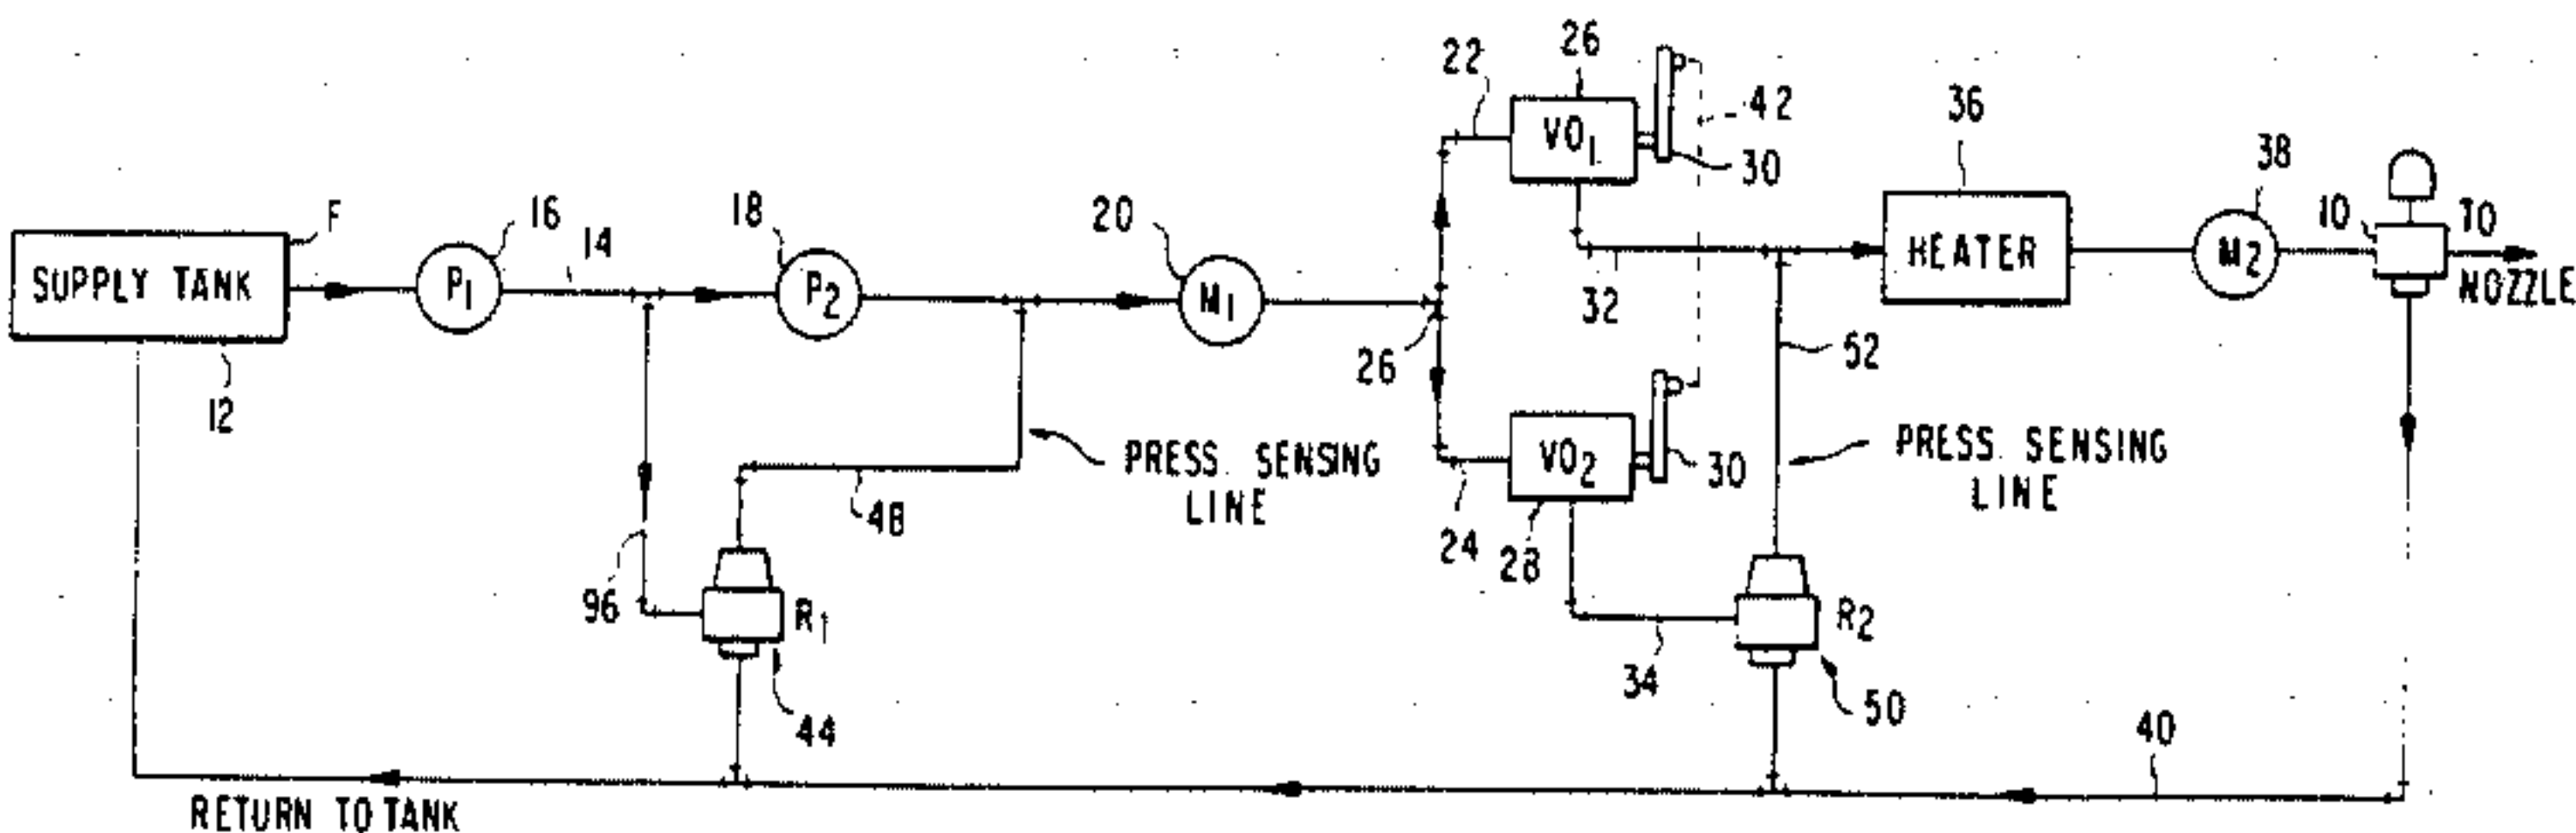 26
22
42
36
38
F
16
14
18
20
VO1
30
10
TO
NOZZLE
SUPPLY TANK
P1
P2
M1
HEATER
M2
32
12
26
52
48
PRESS. SENSING
LINE
VO2
30
PRESS. SENSING
LINE
24
28
96
R1
R2
34
44
50
40
RETURN TO TANK